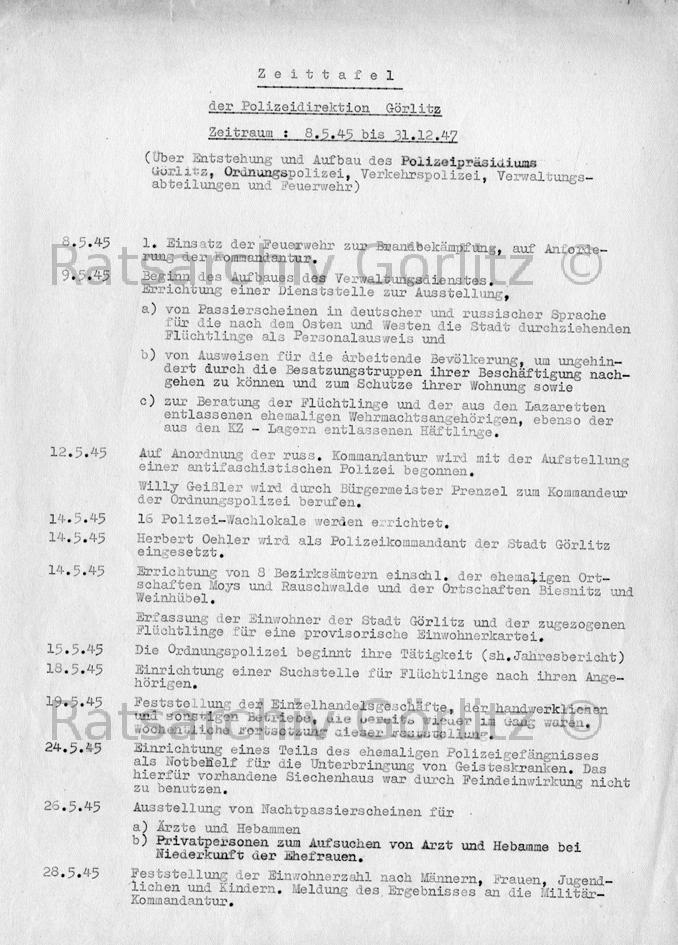 Zeittafel
der Polizeidirektion Görlitz
Zeitraum : 8.5.45 bis 31.12.47
(Über Entstehung und Aufbau des Polizeipräsidiums
Görlitz, Ordnungspolizei, Verkehrspolizei, Verwaltungs-
abteilungen und Feuerwehr)
8.5.45 1. Einsatz der Feuerwehr zur Brandbekämpfung, auf Anforde-
rung der Kommandantur.
Ratsarchiv Görlitz ©
9.5.45 Beginn des Aufbaues des Verwaltungsdienstes.
Errichtung einer Dienststelle zur Ausstellung,
a) von Passierscheinen in deutscher und russischer Sprache
für die nach dem Osten und Westen die Stadt durchziehenden
Flüchtlinge als Personalausweis und
b) von Ausweisen für die arbeitende Bevölkerung, um ungehin-
dert durch die Besatzungstruppen ihrer Beschäftigung nach-
gehen zu können und zum Schutze ihrer Wohnung sowie
c) zur Beratung der Flüchtlinge und der aus den Lazaretten
entlassenen ehemaligen Wehrmachtsangehörigen, ebenso der
aus den KZ - Lagern entlassenen Häftlinge.
12.5.45 Auf Anordnung der russ. Kommandantur wird mit der Aufstellung
einer antifaschistischen Polizei begonnen.
Willy Geißler wird durch Bürgermeister Prenzel zum Kommandeur
der Ordnungspolizei berufen.
14.5.45 16 Polizei-Wachlokale werden errichtet.
14.5.45 Herbert Oehler wird als Polizeikommandant der Stadt Görlitz
eingesetzt.
14.5.45 Errichtung von 8 Bezirksämtern einschl. der ehemaligen Ort-
schaften Moys und Rauschwalde und der Ortschaften Biesnitz und
Weinhübel.
Erfassung der Einwohner der Stadt Görlitz und der zugezogenen
Flüchtlinge für eine provisorische Einwohnerkartei.
15.5.45 Die Ordnungspolizei beginnt ihre Tätigkeit (sh.Jahresbericht)
18.5.45 Einrichtung einer Suchstelle für Flüchtlinge nach ihren Ange-
hörigen.
19.5.45 Feststellung der Einzelhandelsgeschäfte, der handwerklichen
und sonstigen Betriebe, die bereits wieder in Gang waren.
Wöchentliche Fortsetzung dieser Feststellung.
Ratsarchiv Görlitz ©
24.5.45 Einrichtung eines Teils des ehemaligen Polizeigefängnisses
als Notbehelf für die Unterbringung von Geisteskranken. Das
hierfür vorhandene Siechenhaus war durch Feindeinwirkung nicht
zu benutzen.
26.5.45 Ausstellung von Nachtpassierscheinen für
a) Ärzte und Hebammen
b) Privatpersonen zum Aufsuchen von Arzt und Hebamme bei
Niederkunft der Ehefrauen.
28.5.45 Feststellung der Einwohnerzahl nach Männern, Frauen, Jugend-
lichen und Kindern. Meldung des Ergebnisses an die Militär-
Kommandantur.